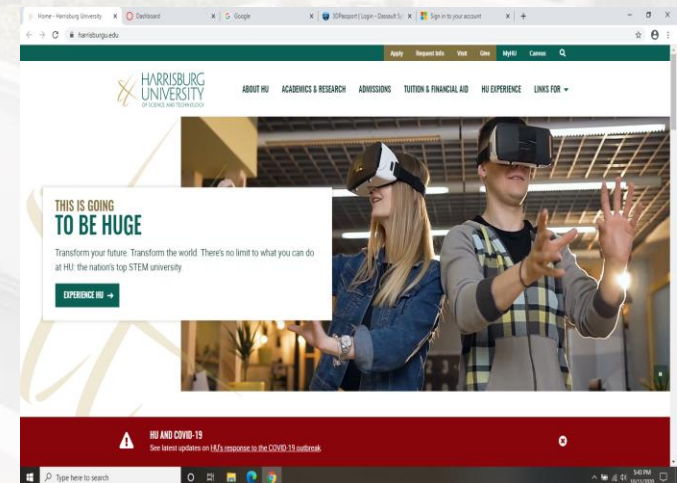 Home - Harrisburg University
Dashboard
Google
3DPassport | Login - Dassault Sy
Sign in to your account
harrisburgu.edu
Apply Request Info Visit Give MyHU Canvas
HARRISBURG
UNIVERSITY
OF SCIENCE AND TECHNOLOGY
ABOUT HU ACADEMICS & RESEARCH ADMISSIONS TUITION & FINANCIAL AID HU EXPERIENCE LINKS FOR
THIS IS GOING
TO BE HUGE
Transform your future. Transform the world. There's no limit to what you can do
at HU: the nation's top STEM university.
EXPERIENCE HU →
HU AND COVID-19
See latest updates on HU's response to the COVID-19 outbreak.
Type here to search
5:40 PM